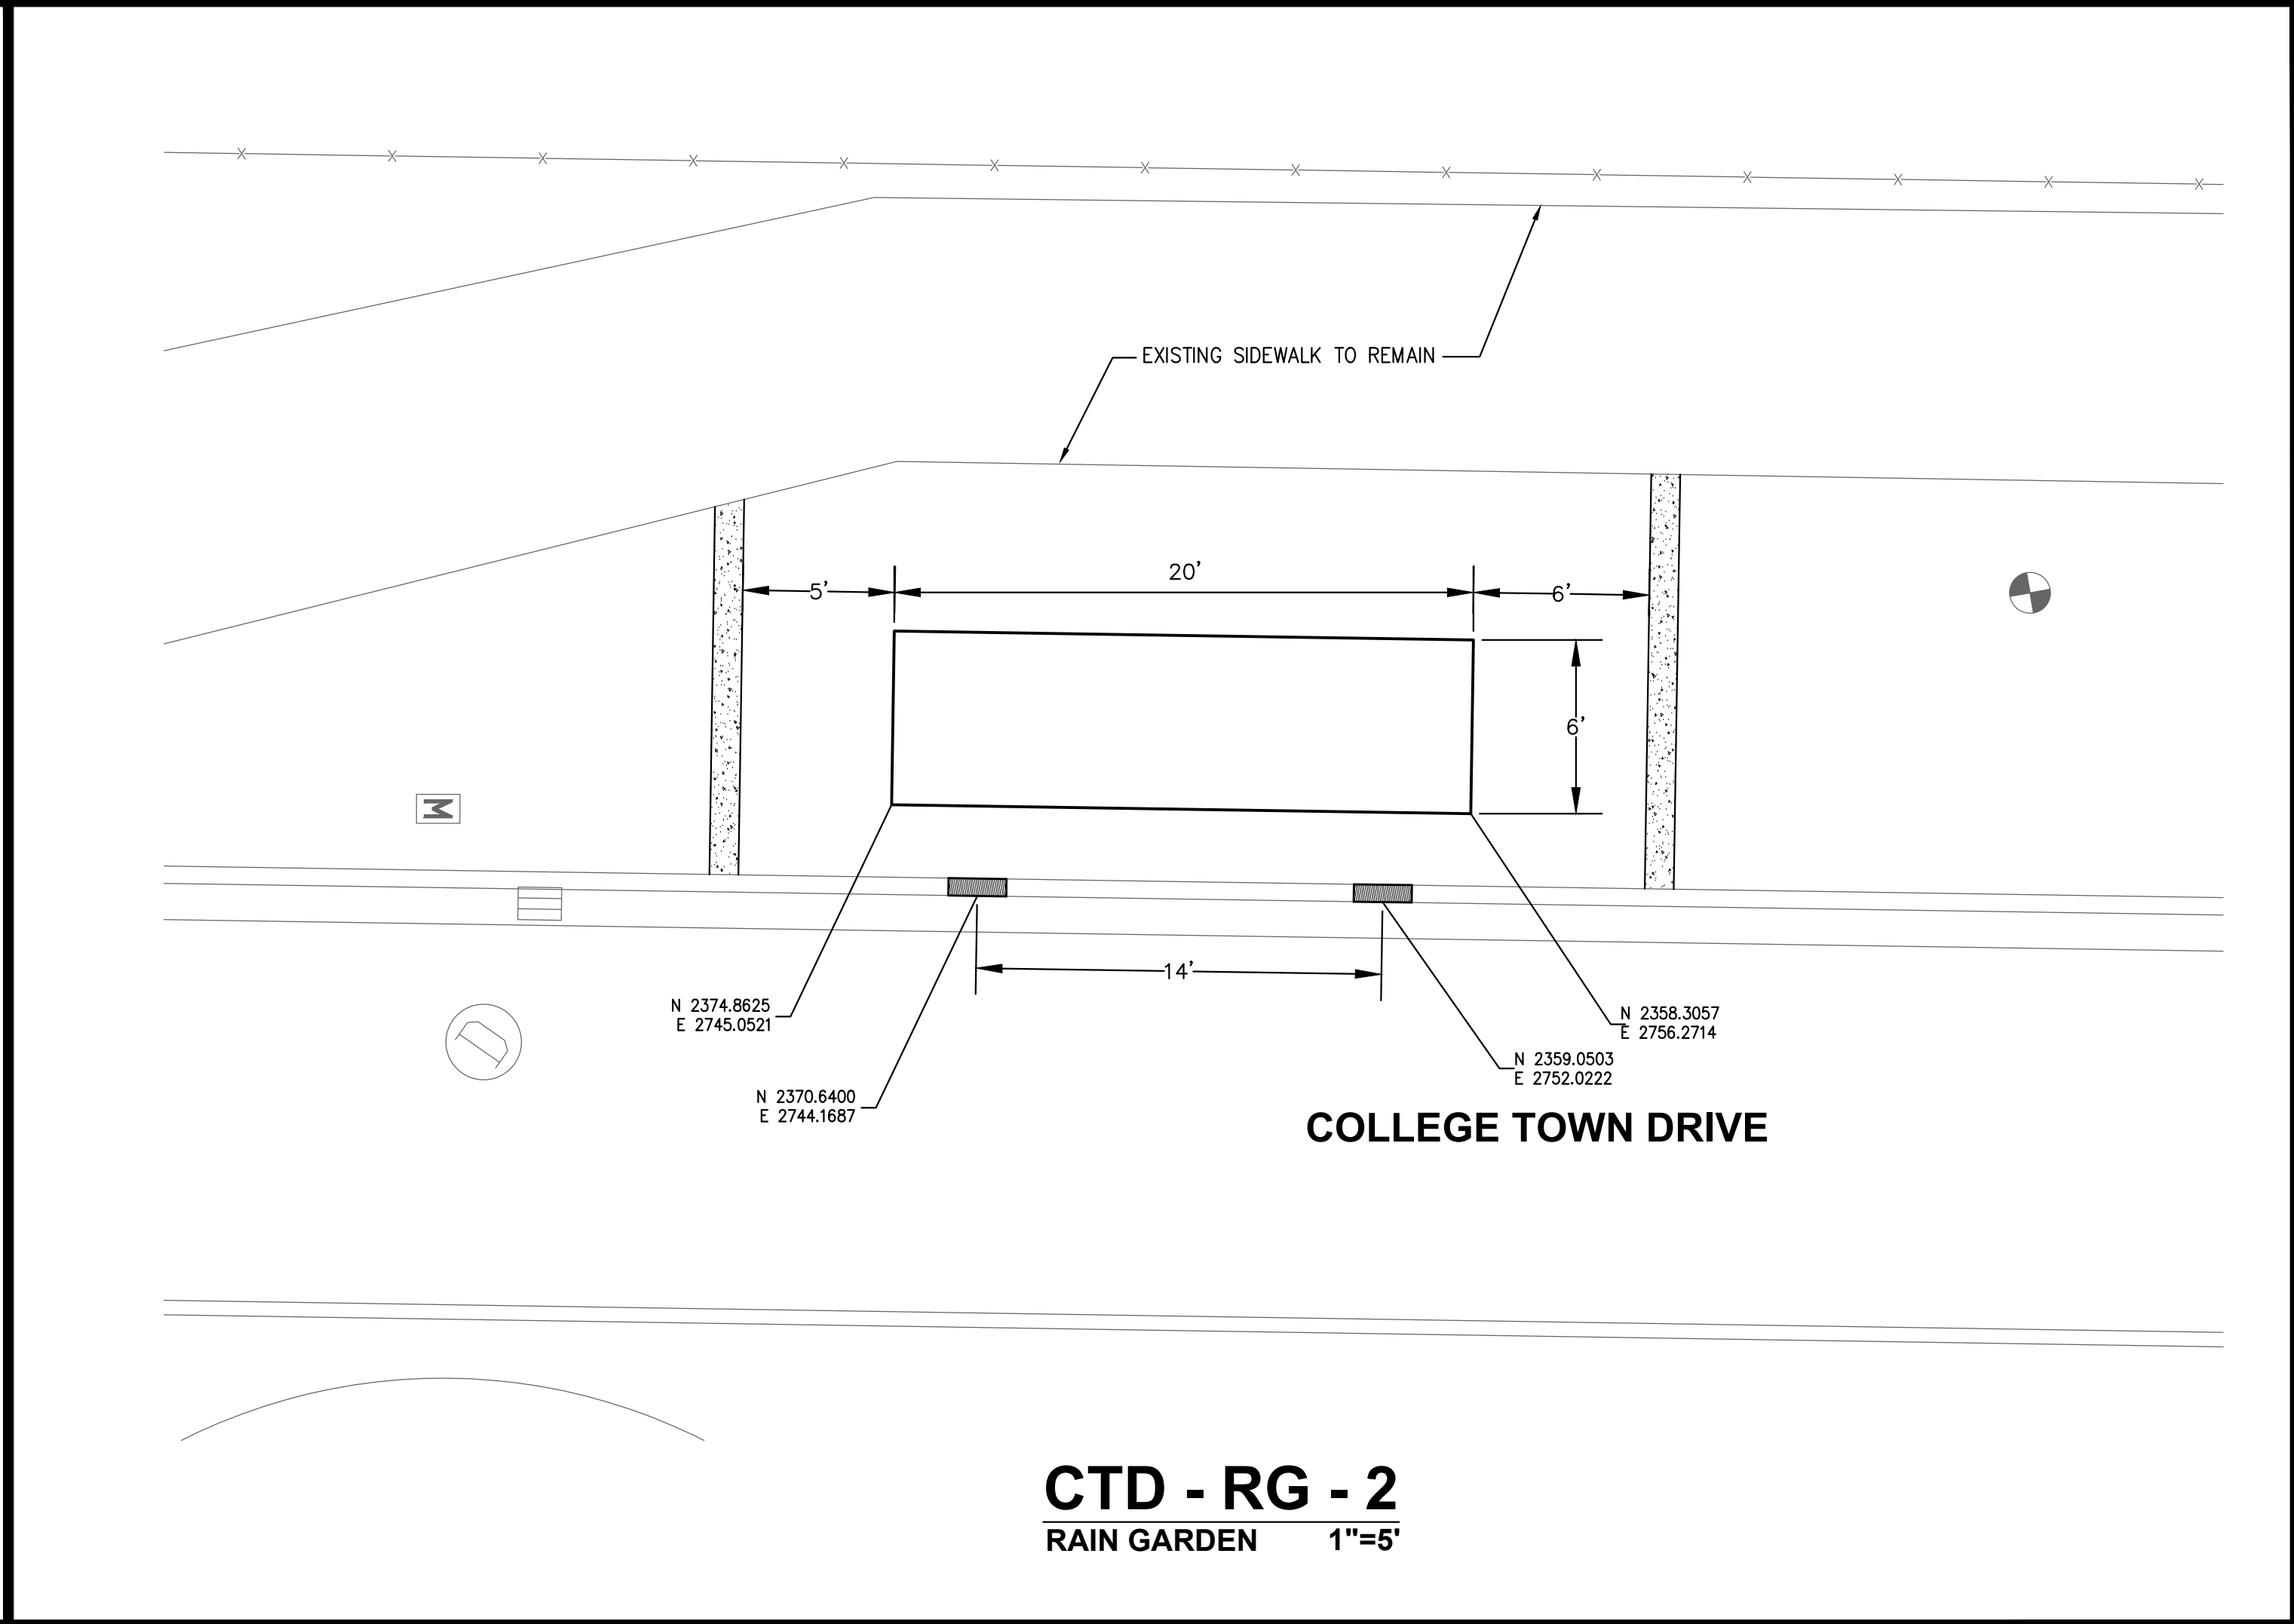 EXISTING SIDEWALK TO REMAIN
5'
20'
6'
6'
M
14'
N 2374.8625
E 2745.0521
N 2358.3057
E 2756.2714
N 2359.0503
E 2752.0222
N 2370.6400
E 2744.1687
COLLEGE TOWN DRIVE
CTD - RG - 2
RAIN GARDEN 1"=5'